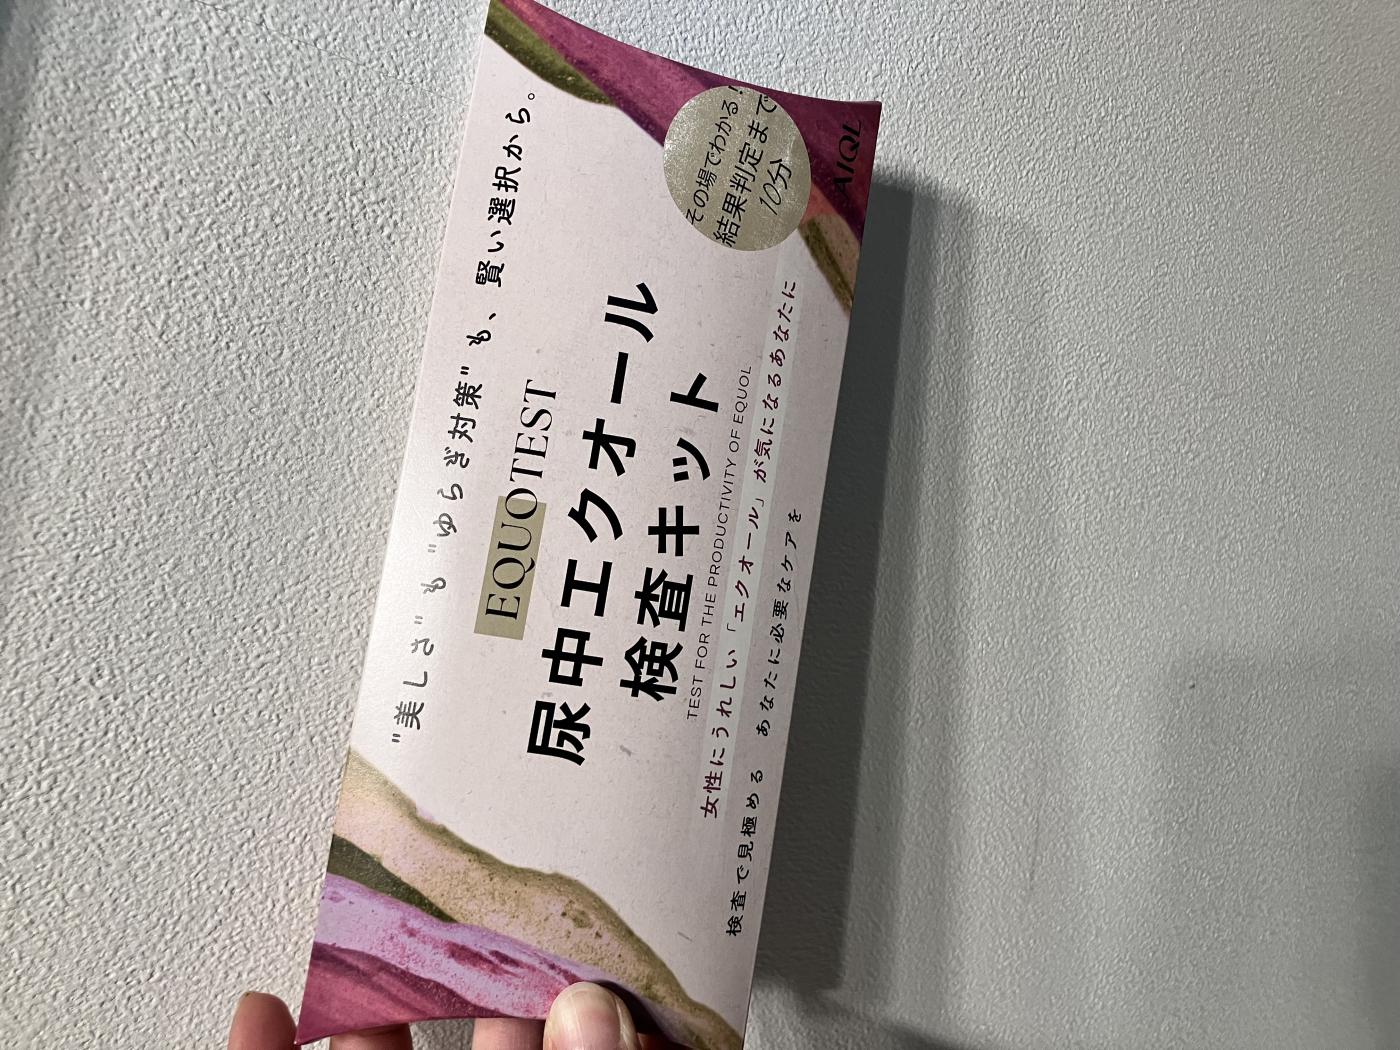 "美しさ"も"ゆらぎ対策"も、賢い選択から。
EQUOTEST
尿中エクオール
検査キット
TEST FOR THE PRODUCTIVITY OF EQUOL
女性にうれしい「エクオール」が気になるあなたに
検査で見極める あなたに必要なケアを
その場でわかる!
結果判定まで
10分
AIQL